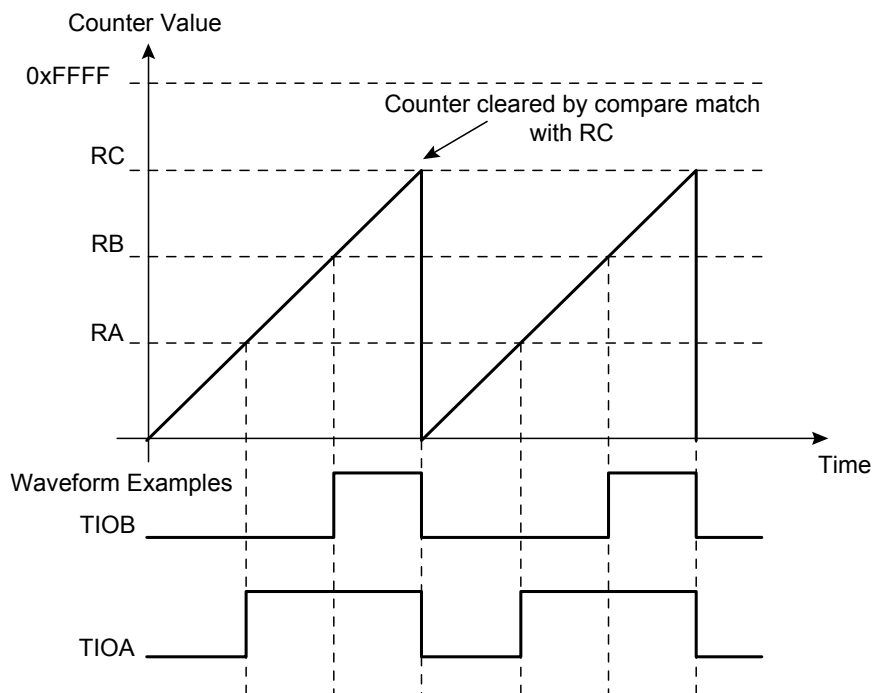 Counter Value
0xFFFF
Counter cleared by compare match
with RC
RC
RB
RA
Time
Waveform Examples
TIOB
TIOA